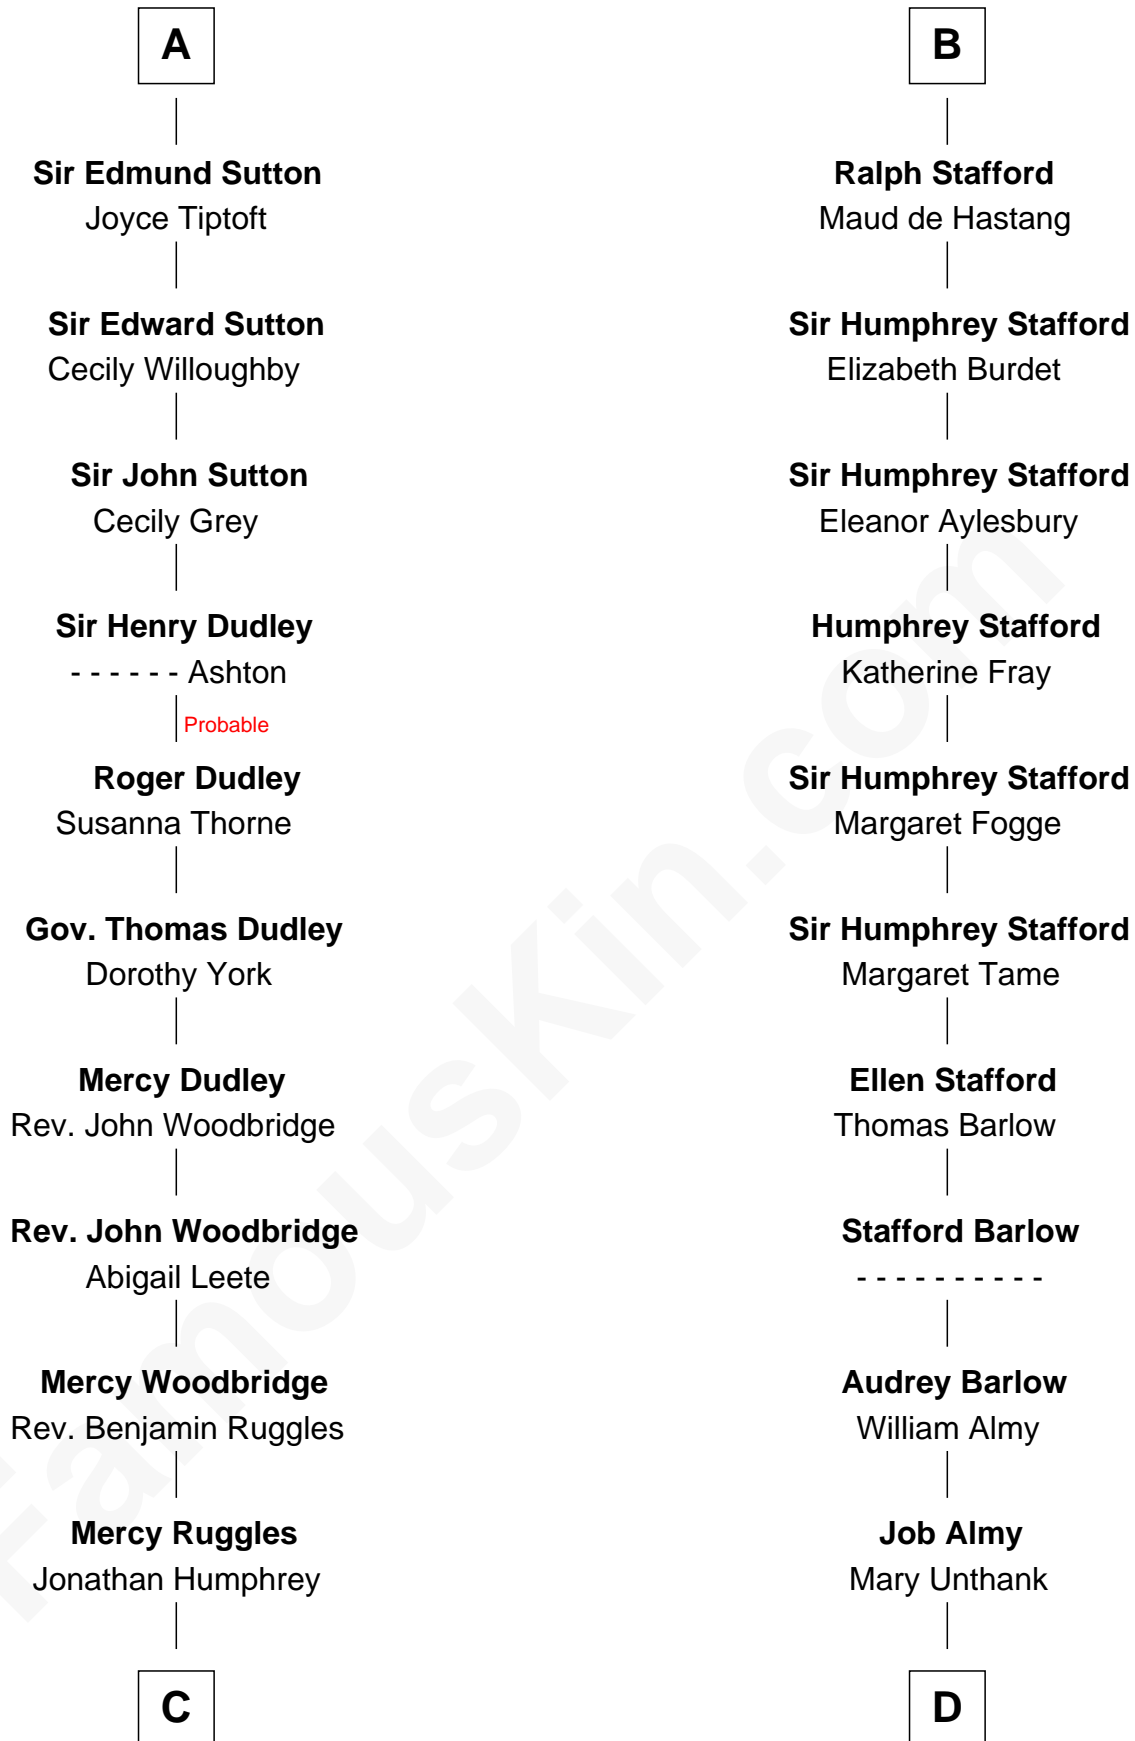 A
Sir Edmund Sutton
Joyce Tiptoft
Sir Edward Sutton
Cecily Willoughby
Sir John Sutton
Cecily Grey
Sir Henry Dudley
- - - - - - Ashton
Probable
Roger Dudley
Susanna Thorne
Gov. Thomas Dudley
Dorothy York
Mercy Dudley
Rev. John Woodbridge
Rev. John Woodbridge
Abigail Leete
Mercy Woodbridge
Rev. Benjamin Ruggles
Mercy Ruggles
Jonathan Humphrey
C
B
Ralph Stafford
Maud de Hastang
Sir Humphrey Stafford
Elizabeth Burdet
Sir Humphrey Stafford
Eleanor Aylesbury
Humphrey Stafford
Katherine Fray
Sir Humphrey Stafford
Margaret Fogge
Sir Humphrey Stafford
Margaret Tame
Ellen Stafford
Thomas Barlow
Stafford Barlow
- - - - - - - - - -
Audrey Barlow
William Almy
Job Almy
Mary Unthank
D
FamousKin.com